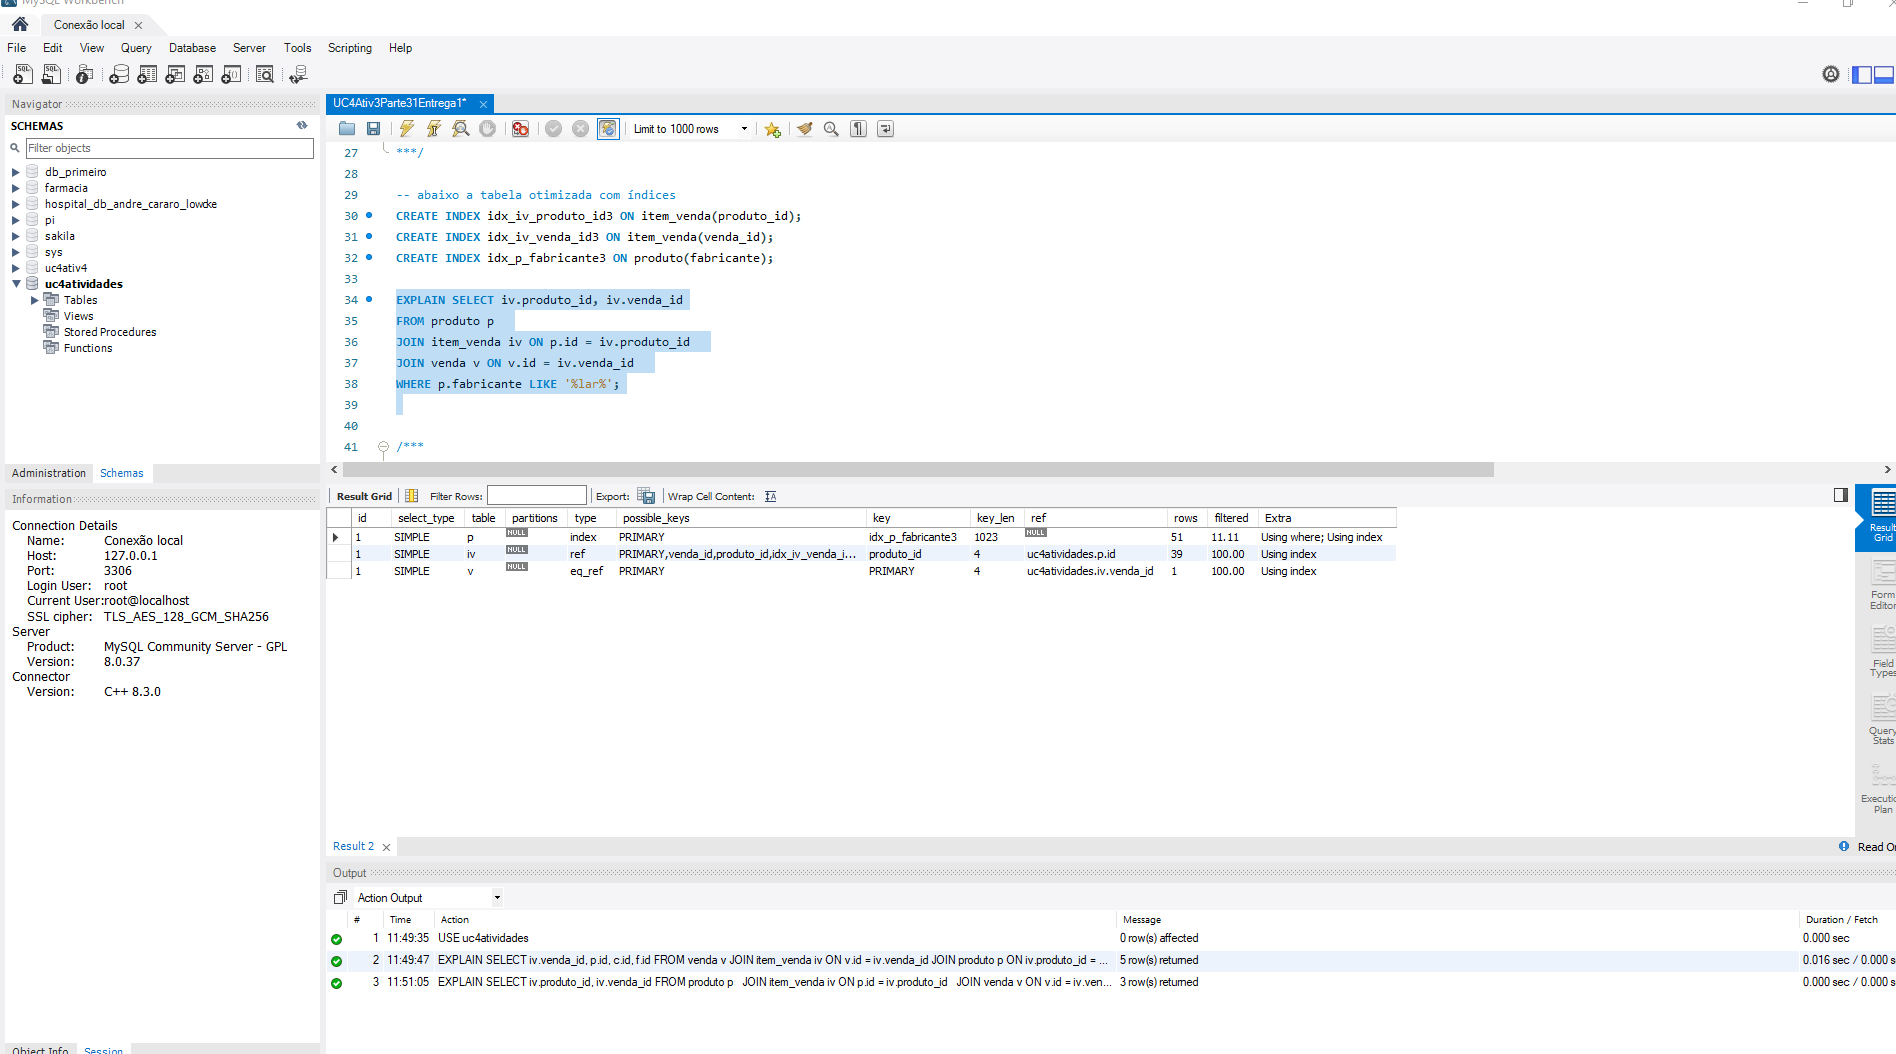 MySQL Workbench
Conexão local
File Edit View Query Database Server Tools Scripting Help
Navigator
SCHEMAS
Filter objects
db_primeiro
farmacia
hospital_db_andre_cararo_lowcke
pi
sakila
sys
uc4ativ4
uc4atividades
Tables
Views
Stored Procedures
Functions
Administration Schemas
Information
Connection Details
Name: Conexão local
Host: 127.0.0.1
Port: 3306
Login User: root
Current User:root@localhost
SSL cipher: TLS_AES_128_GCM_SHA256
Server
Product: MySQL Community Server - GPL
Version: 8.0.37
Connector
Version: C++ 8.3.0
Object Info Session
UC4Ativ3Parte31Entrega1*
Limit to 1000 rows
27 ***/
28
29 -- abaixo a tabela otimizada com índices
30 CREATE INDEX idx_iv_produto_id3 ON item_venda(produto_id);
31 CREATE INDEX idx_iv_venda_id3 ON item_venda(venda_id);
32 CREATE INDEX idx_p_fabricante3 ON produto(fabricante);
33
34 EXPLAIN SELECT iv.produto_id, iv.venda_id
35 FROM produto p
36 JOIN item_venda iv ON p.id = iv.produto_id
37 JOIN venda v ON v.id = iv.venda_id
38 WHERE p.fabricante LIKE '%lar%';
39
40
41 /***
Result Grid Filter Rows: Export: Wrap Cell Content:
id select_type table partitions type possible_keys key key_len ref rows filtered Extra
1 SIMPLE p NULL index PRIMARY idx_p_fabricante3 1023 NULL 51 11.11 Using where; Using index
1 SIMPLE iv NULL ref PRIMARY,venda_id,produto_id,idx_iv_venda_i... produto_id 4 uc4atividades.p.id 39 100.00 Using index
1 SIMPLE v NULL eq_ref PRIMARY PRIMARY 4 uc4atividades.iv.venda_id 1 100.00 Using index
Result
Grid
Form
Editor
Field
Types
Query
Stats
Executio
Plan
Result 2
Read On
Output
Action Output
# Time Action Message Duration / Fetch
1 11:49:35 USE uc4atividades 0 row(s) affected 0.000 sec
2 11:49:47 EXPLAIN SELECT iv.venda_id, p.id, c.id, f.id FROM venda v JOIN item_venda iv ON v.id = iv.venda_id JOIN produto p ON iv.produto_id = ... 5 row(s) returned 0.016 sec / 0.000 s
3 11:51:05 EXPLAIN SELECT iv.produto_id, iv.venda_id FROM produto p JOIN item_venda iv ON p.id = iv.produto_id JOIN venda v ON v.id = iv.ven... 3 row(s) returned 0.000 sec / 0.000 s